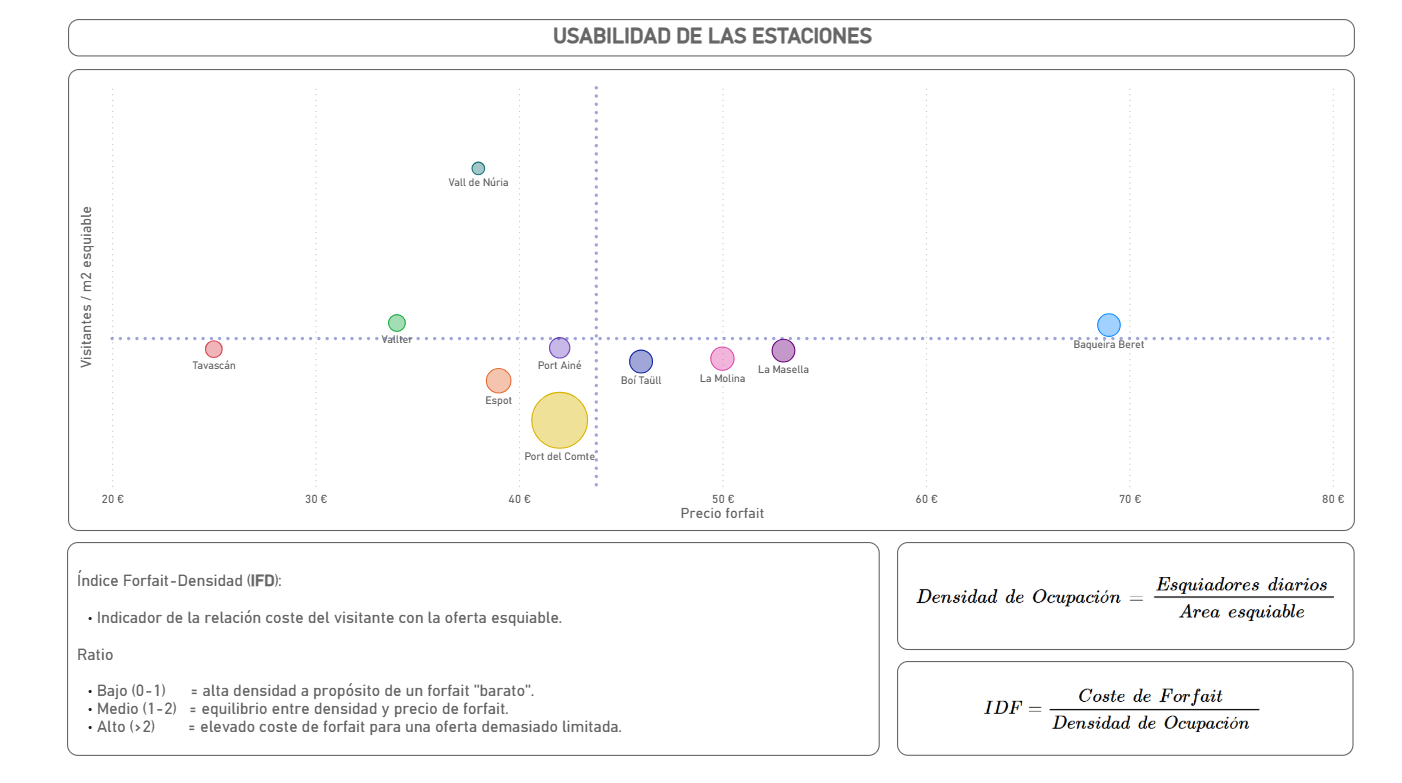 USABILIDAD DE LAS ESTACIONES
Visitantes / m2 esquiable
Vall de Núria
Vallter
Baqueira Beret
Tavascán
Port Ainé
Boí Taüll
La Molina
La Masella
Espot
Port del Comte
20 € 30 € 40 € 50 € 60 € 70 € 80 €
Precio forfait
Índice Forfait-Densidad (IFD):
• Indicador de la relación coste del visitante con la oferta esquiable.
Ratio
• Bajo (0-1) = alta densidad a propósito de un forfait "barato".
• Medio (1-2) = equilibrio entre densidad y precio de forfait.
• Alto (>2) = elevado coste de forfait para una oferta demasiado limitada.
Densidad de Ocupación = Esquiadores diarios
Area esquiable
IDF = Coste de Forfait
Densidad de Ocupación